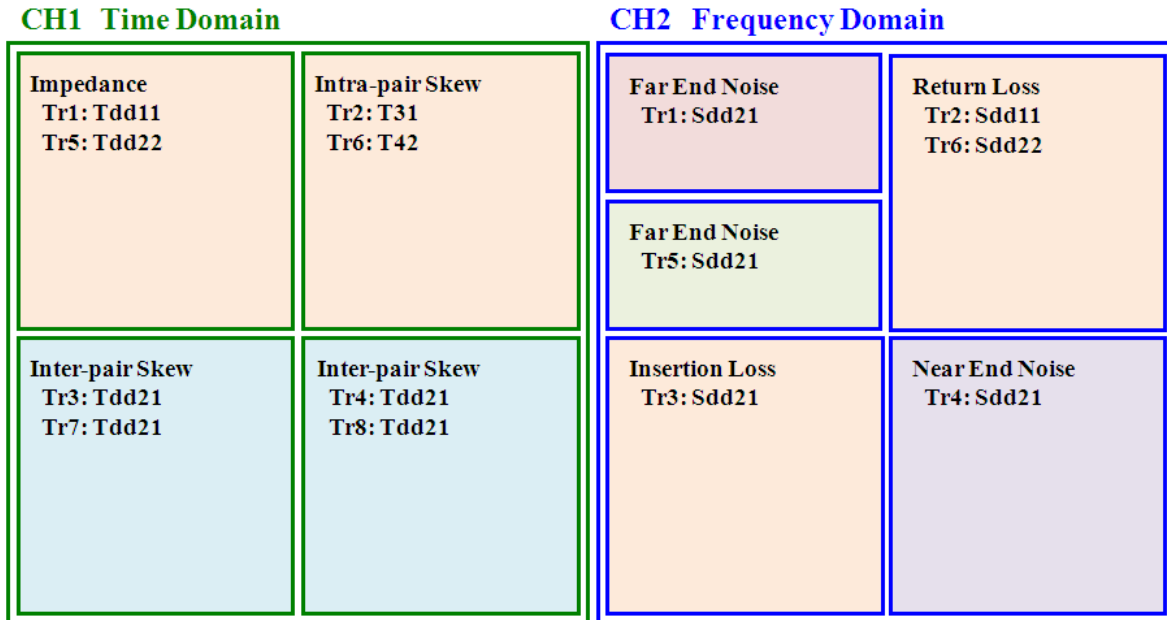 CH1 Time Domain
Impedance
Tr1: Tdd11
Tr5: Tdd22
Intra-pair Skew
Tr2: T31
Tr6: T42
Inter-pair Skew
Tr3: Tdd21
Tr7: Tdd21
Inter-pair Skew
Tr4: Tdd21
Tr8: Tdd21
CH2 Frequency Domain
Far End Noise
Tr1: Sdd21
Far End Noise
Tr5: Sdd21
Return Loss
Tr2: Sdd11
Tr6: Sdd22
Insertion Loss
Tr3: Sdd21
Near End Noise
Tr4: Sdd21